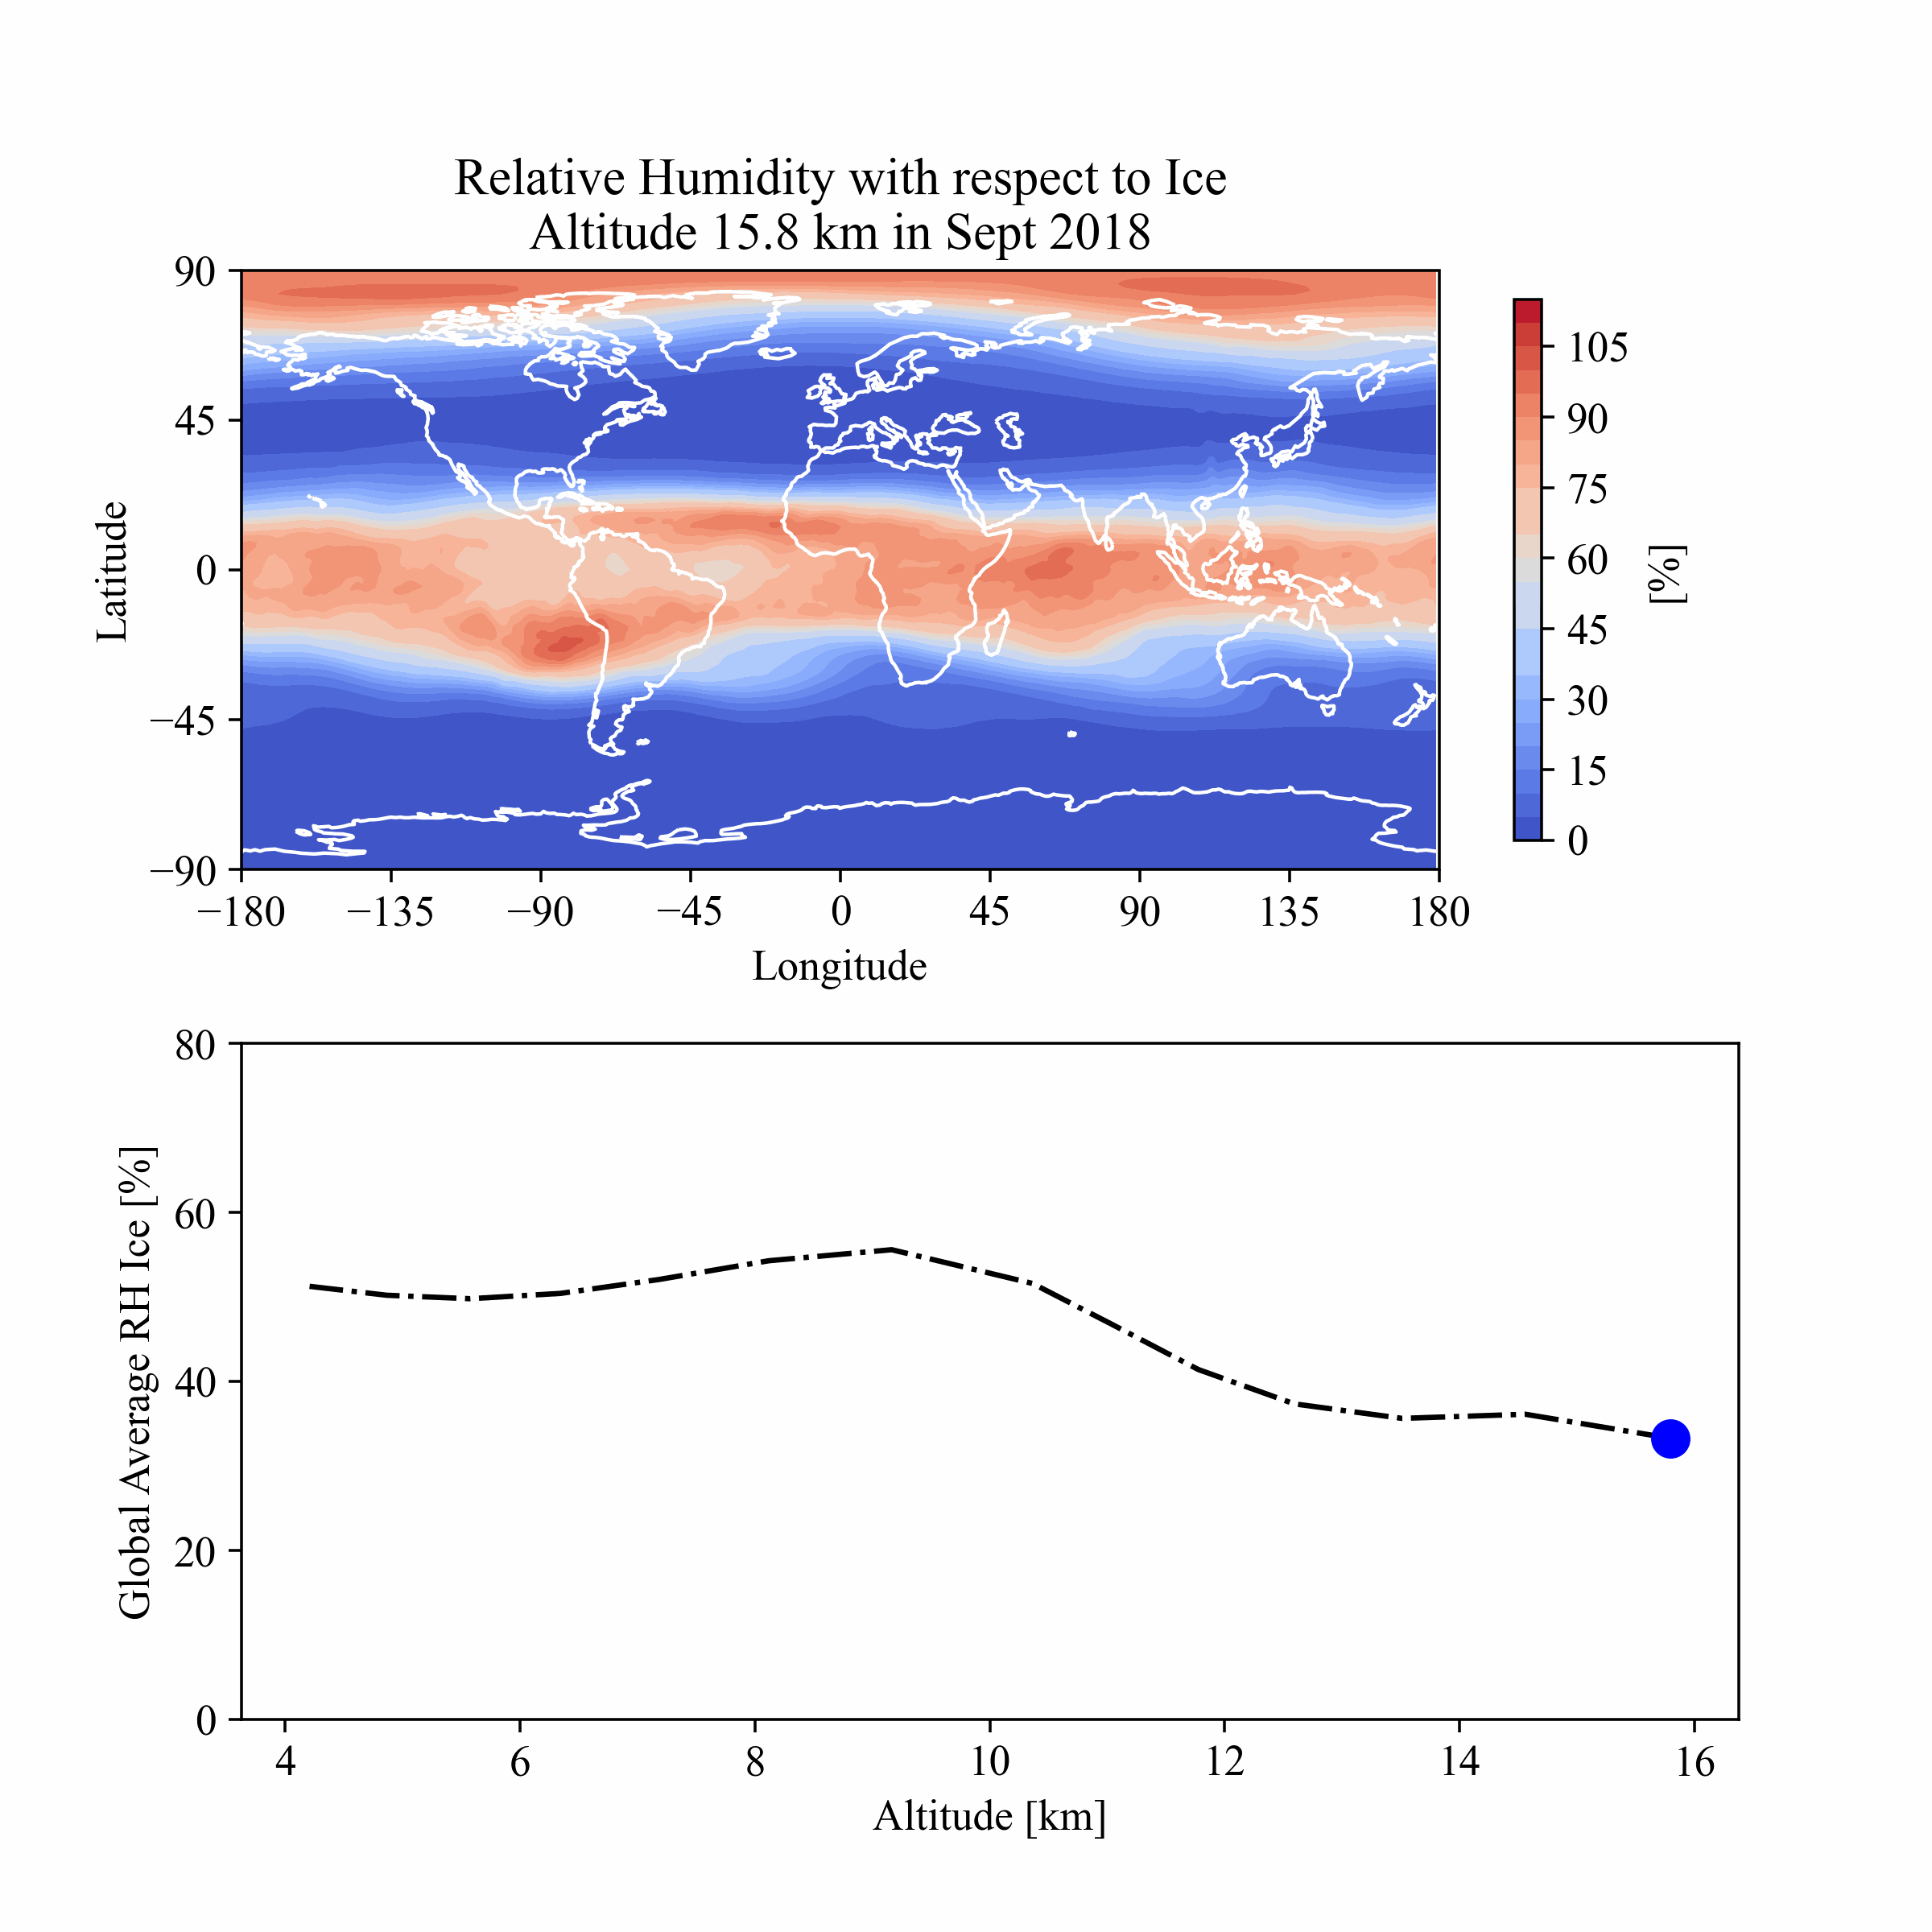 Relative Humidity with respect to Ice
Altitude 15.8 km in Sept 2018
90
45
0
−45
−90
Latitude
−180 −135 −90 −45 0 45 90 135 180
Longitude
105
90
75
60
45
30
15
0
[%]
80
60
40
20
0
Global Average RH Ice [%]
4 6 8 10 12 14 16
Altitude [km]